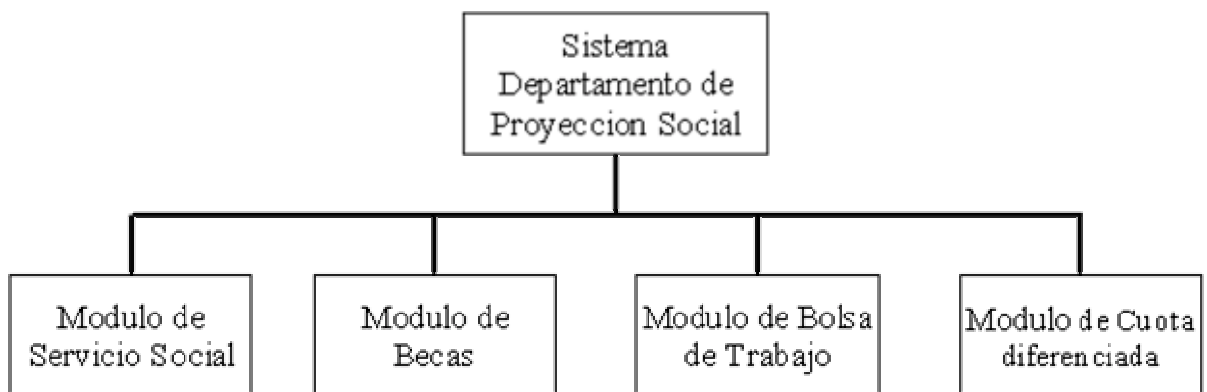 Sistema
Departamento de
Proyeccion Social
Modulo de
Servicio Social
Modulo de
Becas
Modulo de Bolsa
de Trabajo
Modulo de Cuota
diferenciada